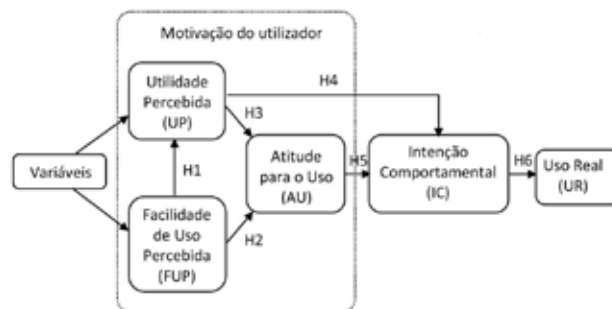 Motivação do utilizador
Utilidade
Percebida
(UP)
H4
H3
Variáveis
H1
Atitude
para o Uso
(AU)
H5
Intenção
Comportamental
(IC)
H6
Uso Real
(UR)
Facilidade
de Uso
Percebida
(FUP)
H2